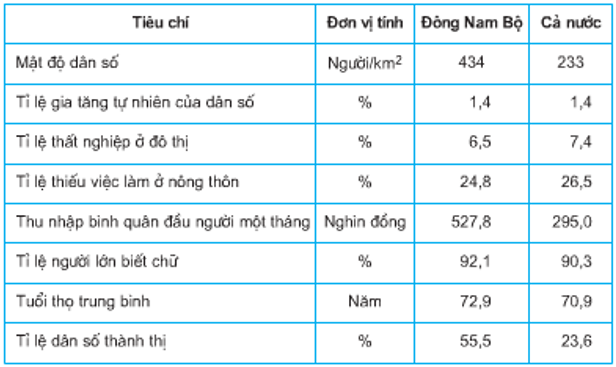 Tiêu chí Đơn vị tính Đông Nam Bộ Cả nước
Mật độ dân số Người/km² 434 233
Tỉ lệ gia tăng tự nhiên của dân số % 1,4 1,4
Tỉ lệ thất nghiệp ở đô thị % 6,5 7,4
Tỉ lệ thiếu việc làm ở nông thôn % 24,8 26,5
Thu nhập bình quân đầu người một tháng Nghìn đồng 527,8 295,0
Tỉ lệ người lớn biết chữ % 92,1 90,3
Tuổi thọ trung bình Năm 72,9 70,9
Tỉ lệ dân số thành thị % 55,5 23,6